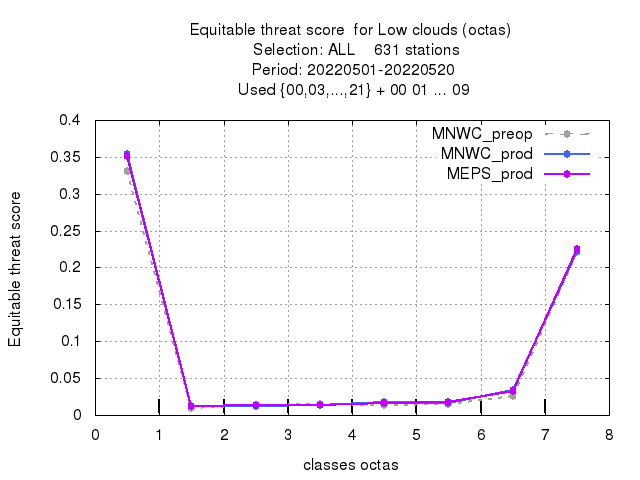 Equitable threat score  for Low clouds (octas)
Selection: ALL    631 stations
Period: 20220501-20220520
Used {00,03,...,21} + 00 01 ... 09
MNWC_preop
MNWC_prod
MEPS_prod
Equitable threat score
0.4
0.35
0.3
0.25
0.2
0.15
0.1
0.05
0
0 1 2 3 4 5 6 7 8
classes octas